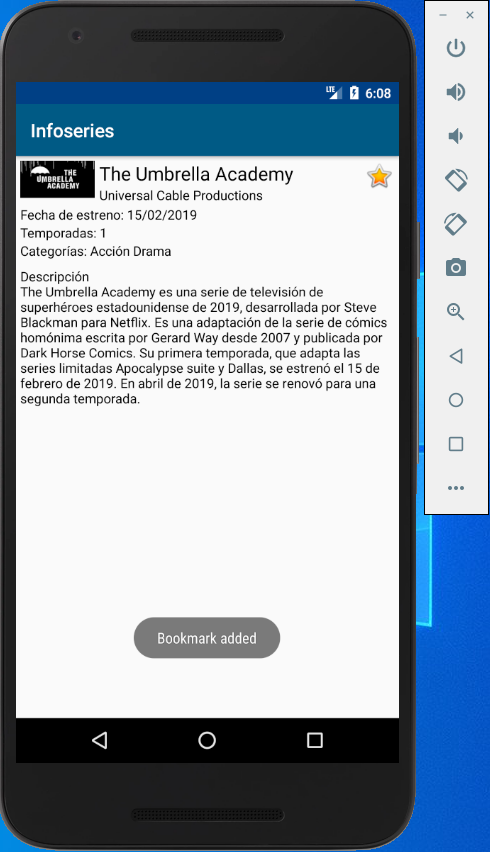 LTE 6:08
Infoseries
THE
UMBRELLA
ACADEMY
The Umbrella Academy
Universal Cable Productions
Fecha de estreno: 15/02/2019
Temporadas: 1
Categorías: Acción Drama
Descripción
The Umbrella Academy es una serie de televisión de
superhéroes estadounidense de 2019, desarrollada por Steve
Blackman para Netflix. Es una adaptación de la serie de cómics
homónima escrita por Gerard Way desde 2007 y publicada por
Dark Horse Comics. Su primera temporada, que adapta las
series limitadas Apocalypse suite y Dallas, se estrenó el 15 de
febrero de 2019. En abril de 2019, la serie se renovó para una
segunda temporada.
Bookmark added